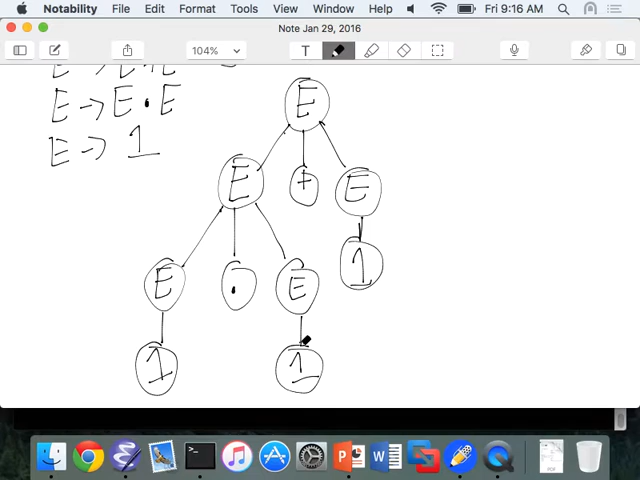 Notability File Edit Format Tools View Window Help Fri 9:16 AM
Note Jan 29, 2016
104% T
E → E + E
E → E . E
E → 1
E
E + E
E . E 1
1 1
PDF